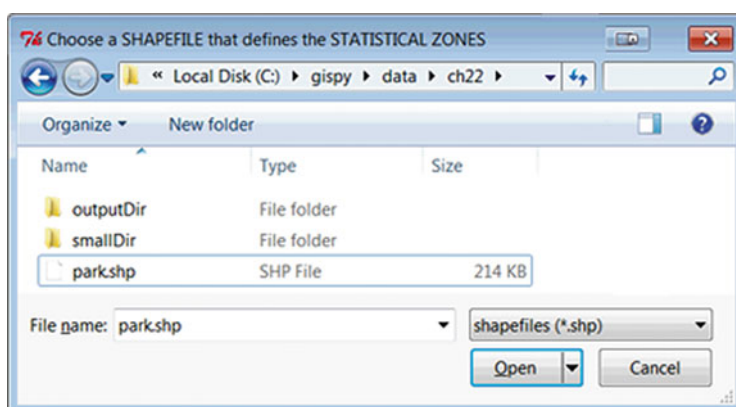 Choose a SHAPEFILE that defines the STATISTICAL ZONES
« Local Disk (C:) ▸ gispy ▸ data ▸ ch22 ▸
Organize New folder
Name Type Size
outputDir File folder
smallDir File folder
park.shp SHP File 214 KB
File name: park.shp shapefiles (*.shp)
Open Cancel